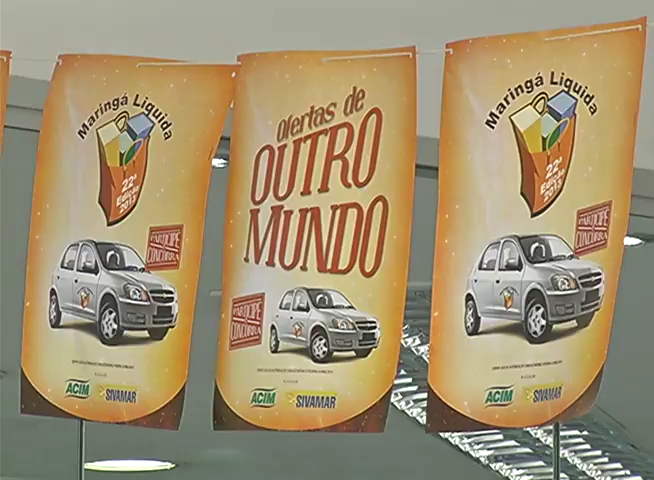 Maringá Liquida
22ª
Edição
2013
PARTICIPE
E
CONCORRA
ACIM
SIVAMAR
Ofertas de
OUTRO
MUNDO
PARTICIPE
E
CONCORRA
ACIM
SIVAMAR
Maringá Liquida
22ª
Edição
2013
PARTICIPE
E
CONCORRA
ACIM
SIVAMAR